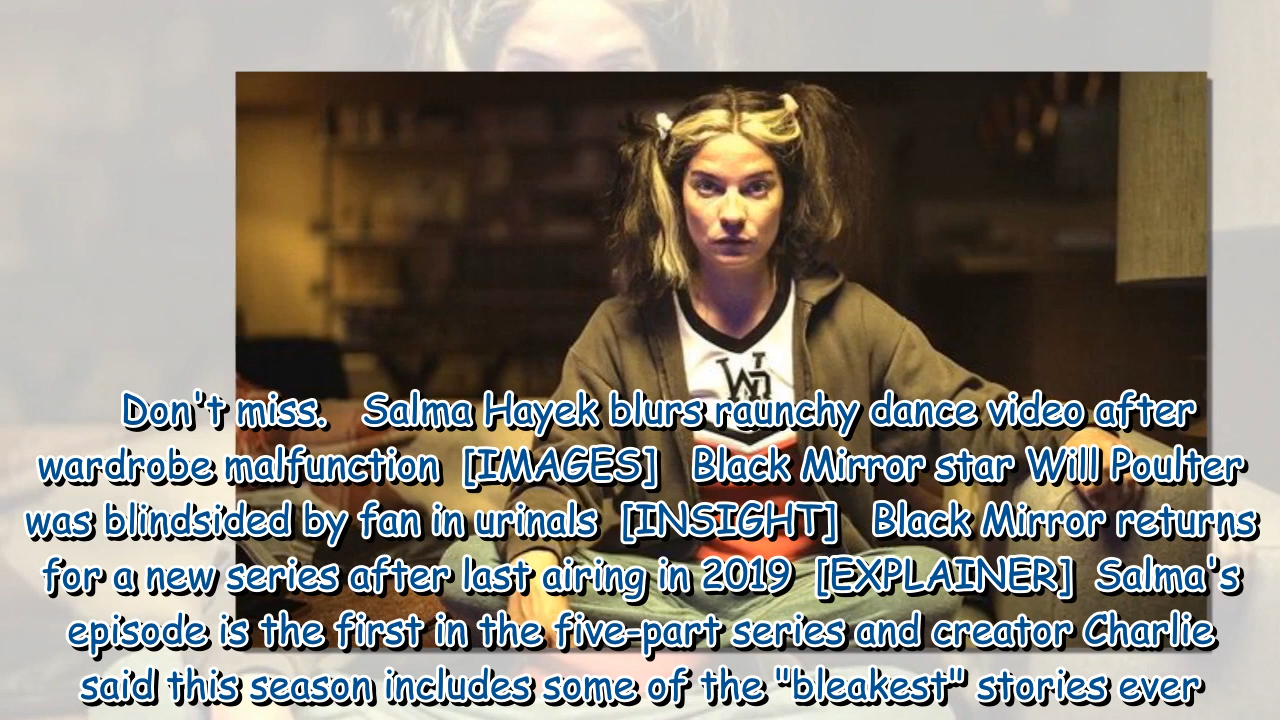 Don't miss. Salma Hayek blurs raunchy dance video after
wardrobe malfunction [IMAGES] Black Mirror star Will Poulter
was blindsided by fan in urinals [INSIGHT] Black Mirror returns
for a new series after last airing in 2019 [EXPLAINER] Salma's
episode is the first in the five-part series and creator Charlie
said this season includes some of the "bleakest" stories ever